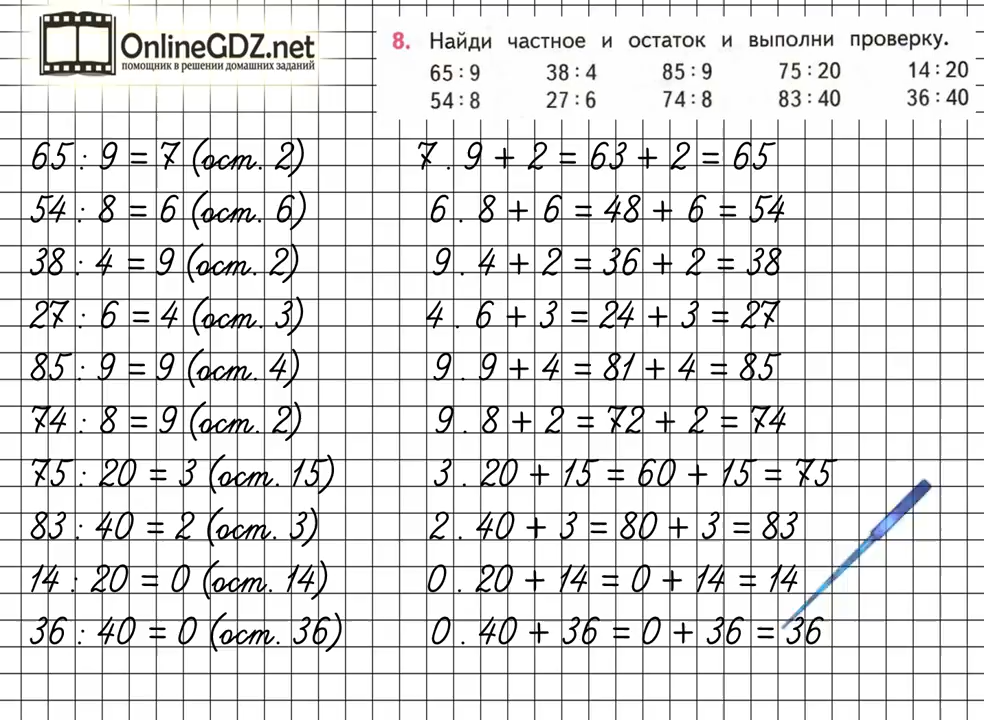 OnlineGDZ.net
помощник в решении домашних заданий
8. Найди частное и остаток и выполни проверку.
65 : 9 38 : 4 85 : 9 75 : 20 14 : 20
54 : 8 27 : 6 74 : 8 83 : 40 36 : 40
65 : 9 = 7 (ост. 2) 7 . 9 + 2 = 63 + 2 = 65
54 : 8 = 6 (ост. 6) 6 . 8 + 6 = 48 + 6 = 54
38 : 4 = 9 (ост. 2) 9 . 4 + 2 = 36 + 2 = 38
27 : 6 = 4 (ост. 3) 4 . 6 + 3 = 24 + 3 = 27
85 : 9 = 9 (ост. 4) 9 . 9 + 4 = 81 + 4 = 85
74 : 8 = 9 (ост. 2) 9 . 8 + 2 = 72 + 2 = 74
75 : 20 = 3 (ост. 15) 3 . 20 + 15 = 60 + 15 = 75
83 : 40 = 2 (ост. 3) 2 . 40 + 3 = 80 + 3 = 83
14 : 20 = 0 (ост. 14) 0 . 20 + 14 = 0 + 14 = 14
36 : 40 = 0 (ост. 36) 0 . 40 + 36 = 0 + 36 = 36